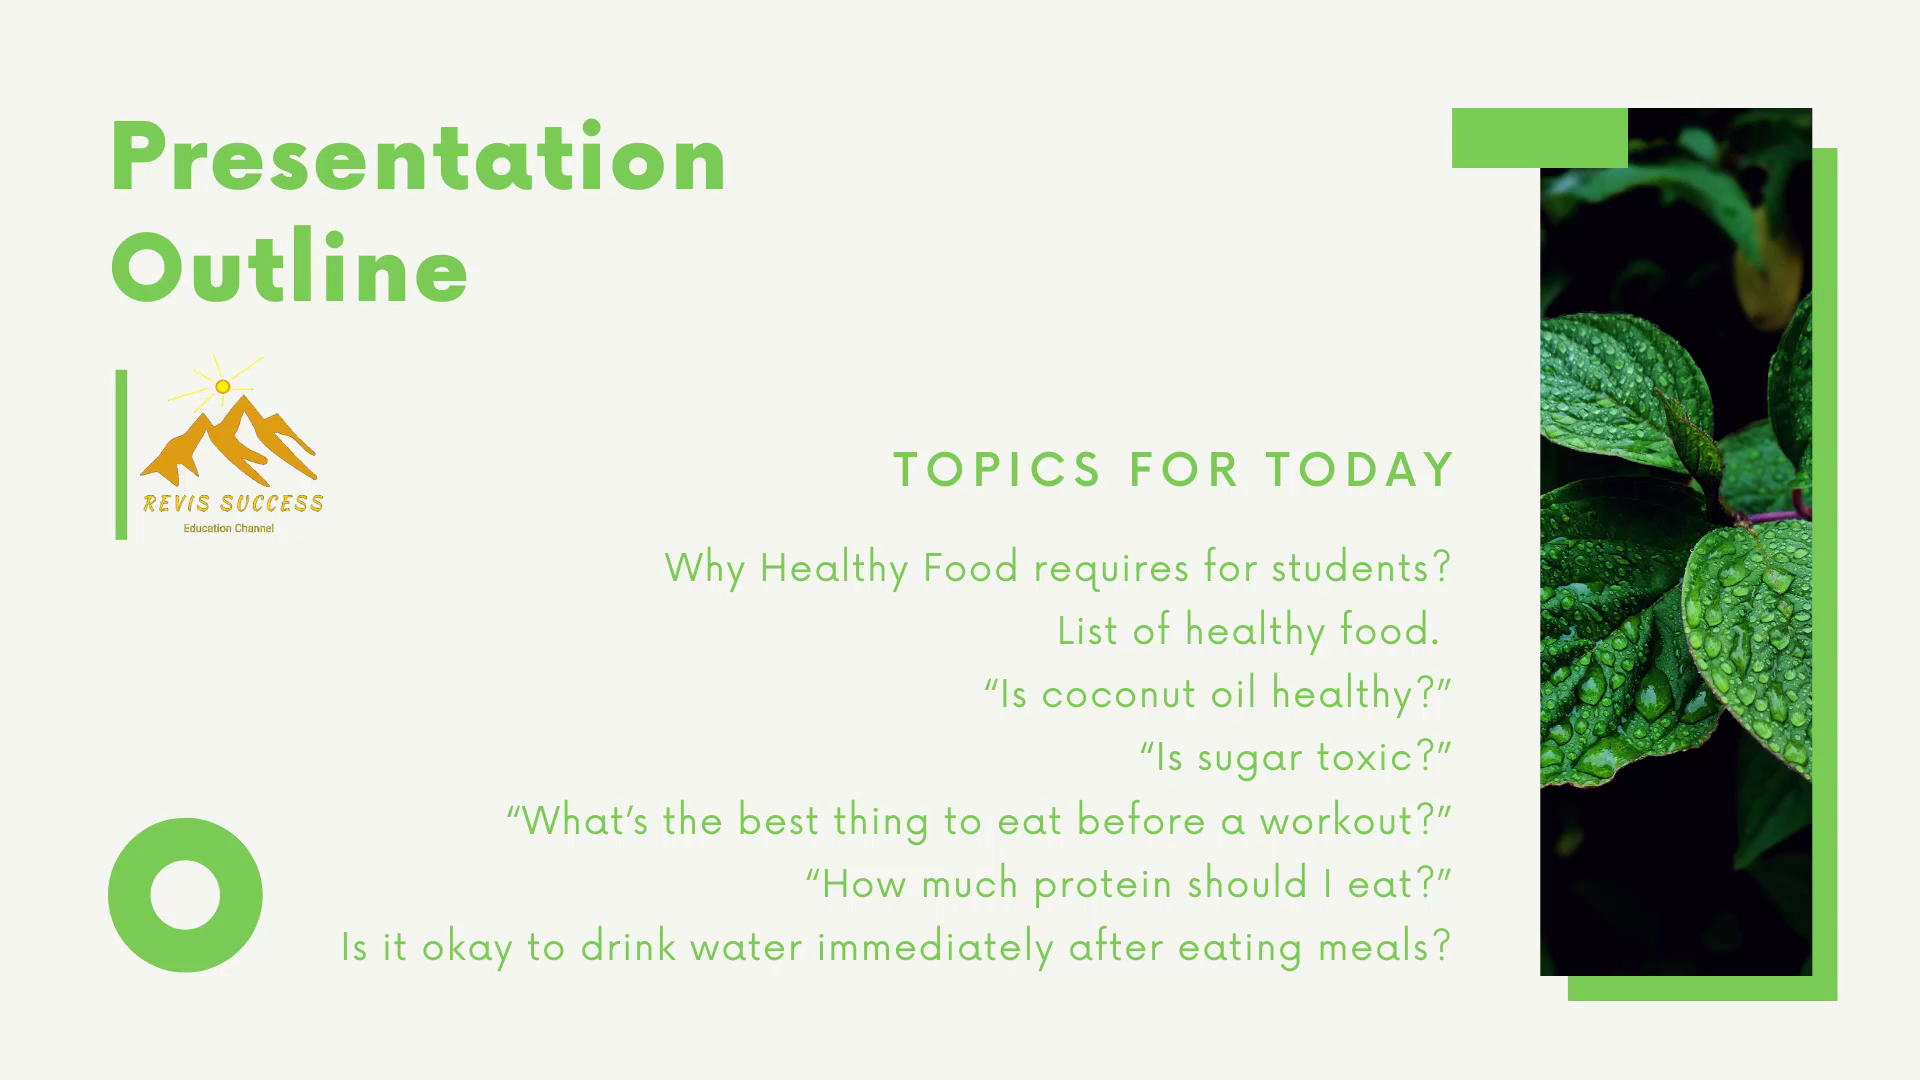 Presentation
Outline
REVIS SUCCESS
Education Channel
TOPICS FOR TODAY
Why Healthy Food requires for students?
List of healthy food.
“Is coconut oil healthy?”
“Is sugar toxic?”
“What’s the best thing to eat before a workout?”
“How much protein should I eat?”
Is it okay to drink water immediately after eating meals?